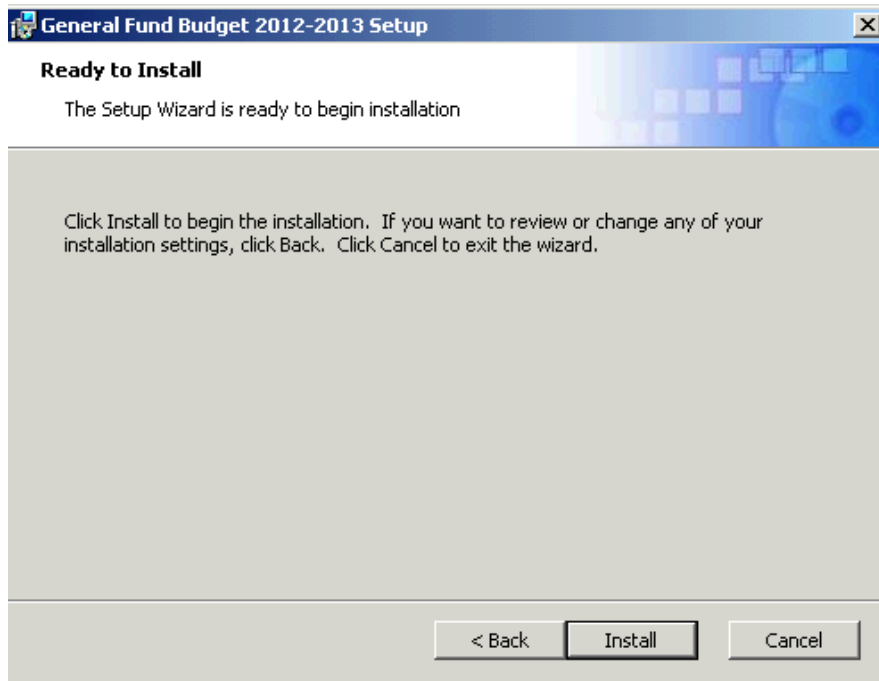 General Fund Budget 2012-2013 Setup
Ready to Install
The Setup Wizard is ready to begin installation
Click Install to begin the installation.  If you want to review or change any of your
installation settings, click Back.  Click Cancel to exit the wizard.
< Back Install Cancel